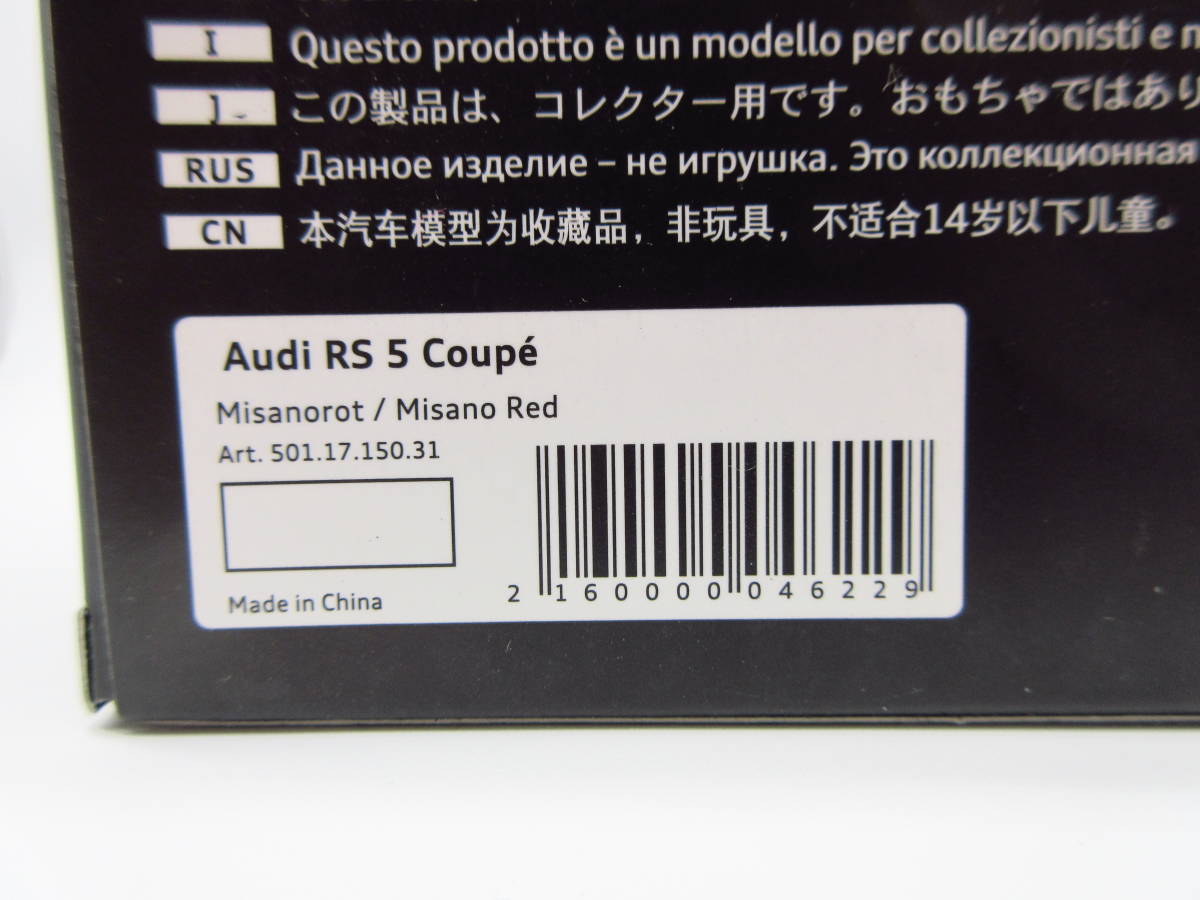 I Questo prodotto è un modello per collezionisti e
J この製品は、コレクター用です。おもちゃではあり
RUS Данное изделие – не игрушка. Это коллекционная
CN 本汽车模型为收藏品，非玩具，不适合14岁以下儿童。
Audi RS 5 Coupé
Misanorot / Misano Red
Art. 501.17.150.31
Made in China
2 160000 046229